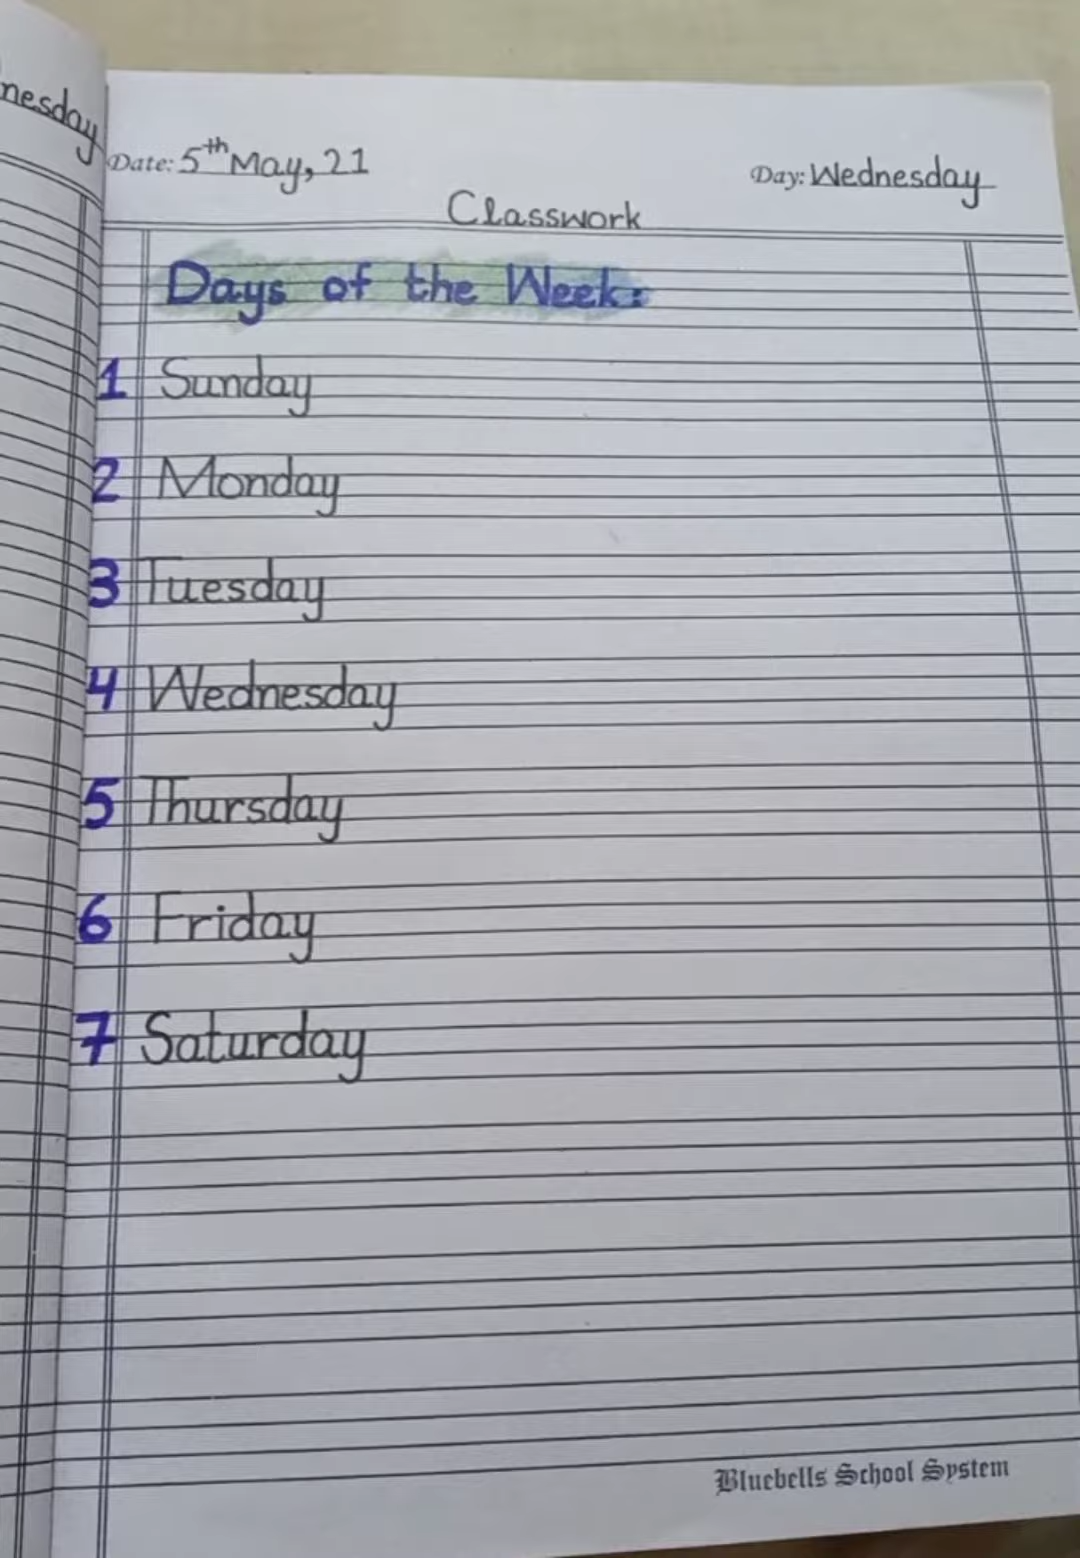 nesday
Date: 5th May, 21 Day: Wednesday
Classwork
Days of the Week:
1 Sunday
2 Monday
3 Tuesday
4 Wednesday
5 Thursday
6 Friday
7 Saturday
Bluebells School System